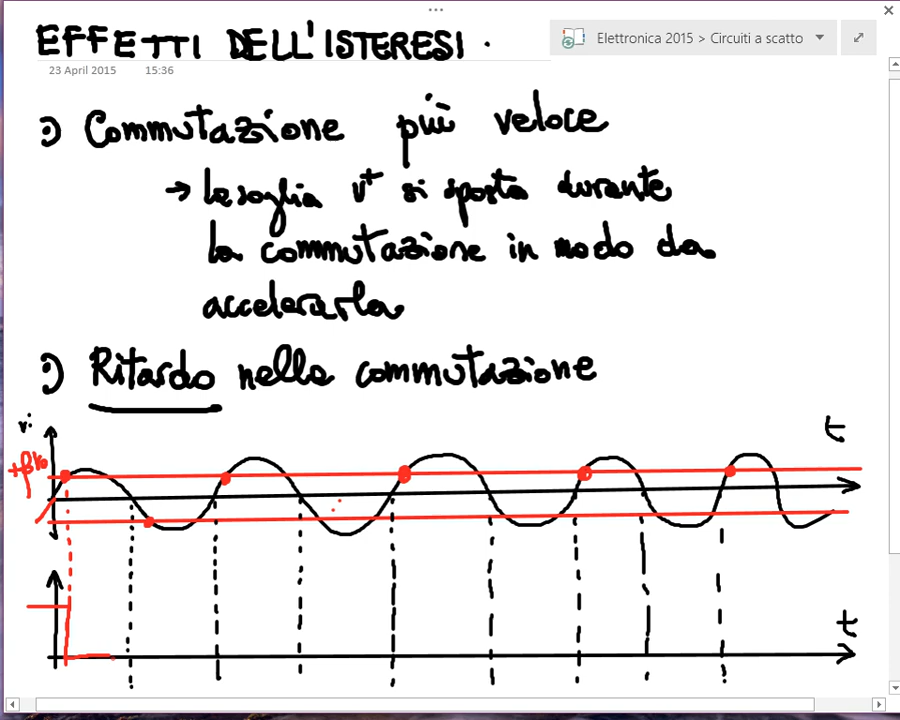 EFFETTI DELL'ISTERESI.
Elettronica 2015 > Circuiti a scatto
23 April 2015 15:36
Commutazione più veloce
→ la soglia v+ si sposta durante
la commutazione in modo da
accelerarla
Ritardo nella commutazione
vi
t
+βV0
t